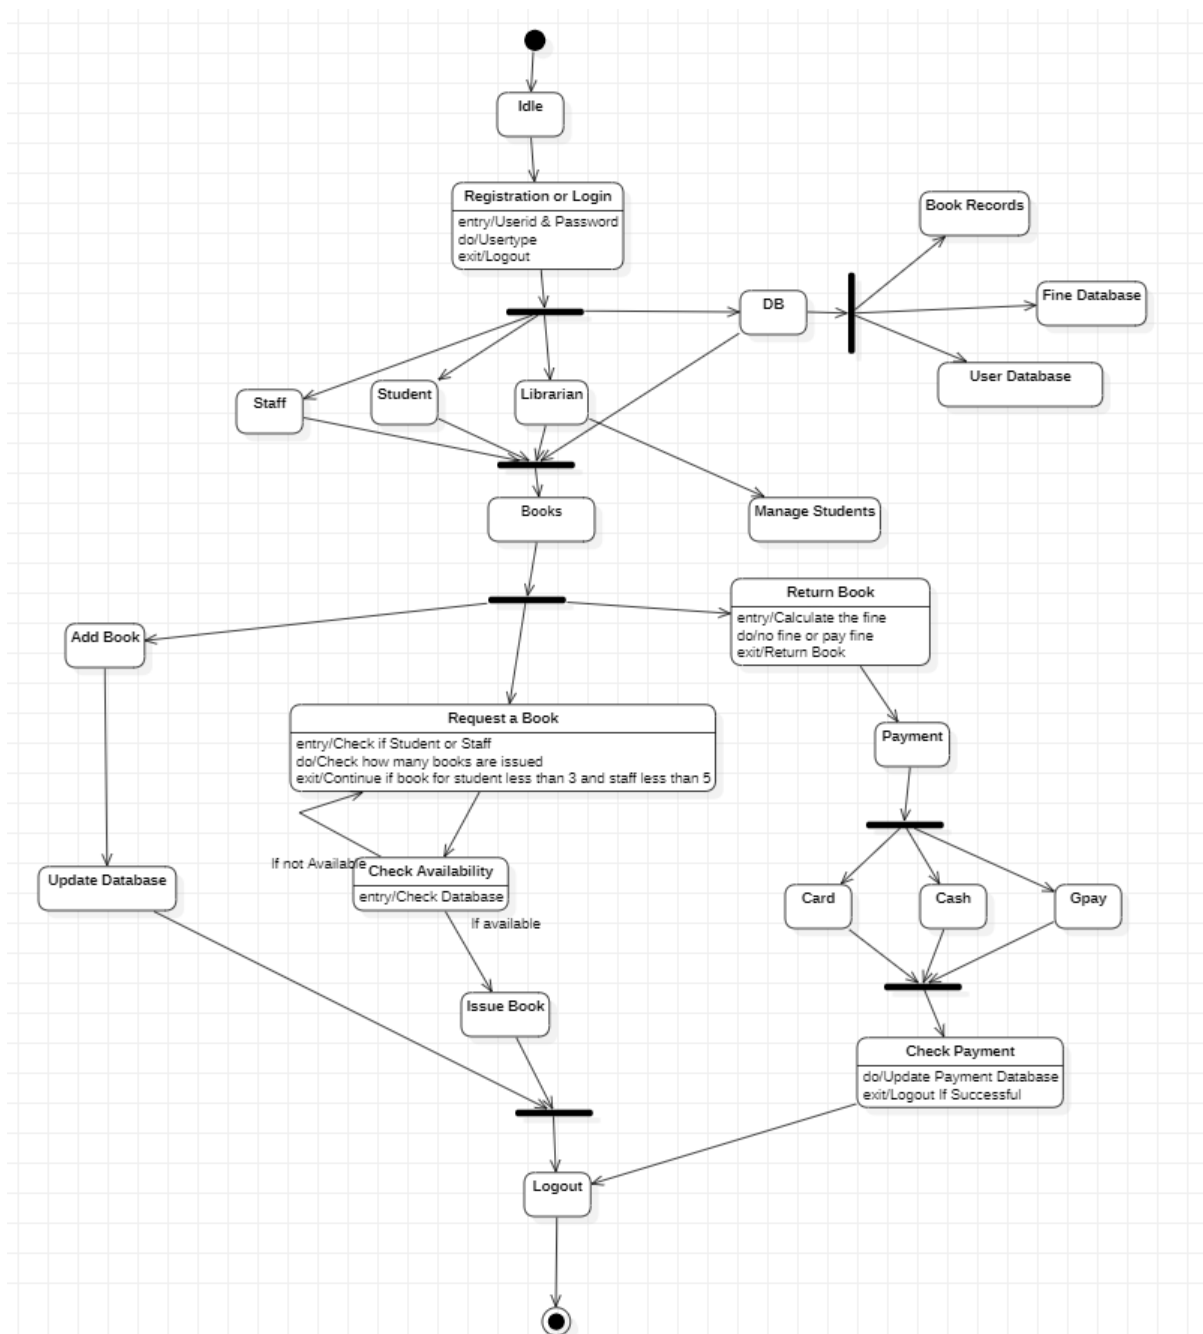 Idle
Registration or Login
entry/Userid & Password
do/Usertype
exit/Logout
Book Records
DB
Fine Database
User Database
Staff
Student
Librarian
Books
Manage Students
Return Book
entry/Calculate the fine
do/no fine or pay fine
exit/Return Book
Add Book
Request a Book
entry/Check if Student or Staff
do/Check how many books are issued
exit/Continue if book for student less than 3 and staff less than 5
Payment
If not Available
Check Availability
entry/Check Database
Update Database
If available
Card
Cash
Gpay
Issue Book
Check Payment
do/Update Payment Database
exit/Logout If Successful
Logout